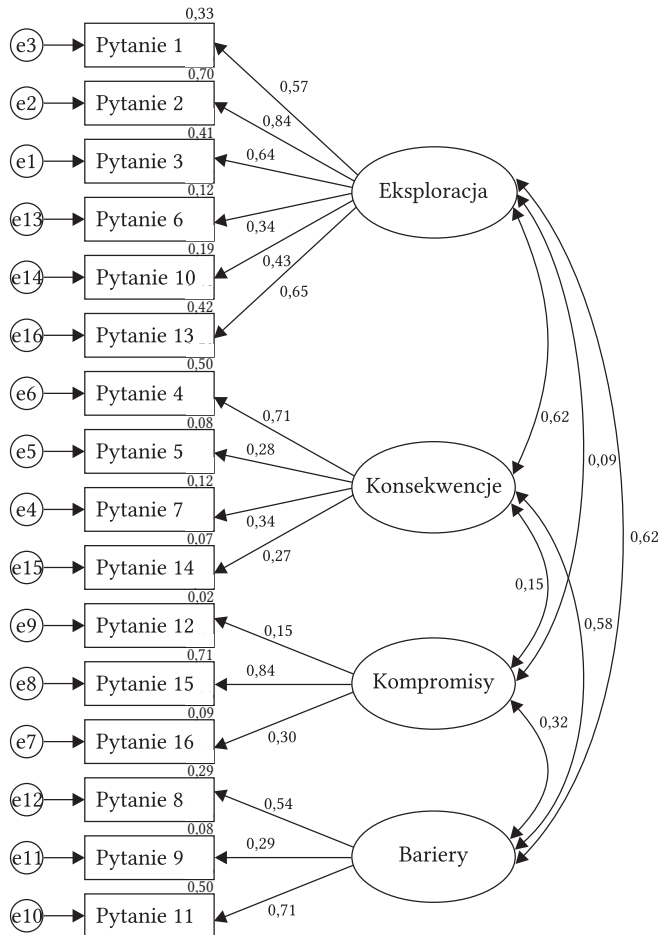 0,33
e3 Pytanie 1
0,57
0,70
e2 Pytanie 2
0,84
0,41
e1 Pytanie 3
0,64
Eksploracja
0,12
e13 Pytanie 6
0,34
0,19
e14 Pytanie 10
0,43
0,65
0,42
e16 Pytanie 13
0,50
e6 Pytanie 4
0,71
0,62
0,08
e5 Pytanie 5
0,28
0,09
Konsekwencje
0,12
e4 Pytanie 7
0,34
0,62
0,07
e15 Pytanie 14
0,27
0,15
0,02
e9 Pytanie 12
0,15
0,58
0,71
e8 Pytanie 15
0,84
Kompromisy
0,09
e7 Pytanie 16
0,30
0,32
0,29
e12 Pytanie 8
0,54
0,08
e11 Pytanie 9
0,29
Bariery
0,50
e10 Pytanie 11
0,71